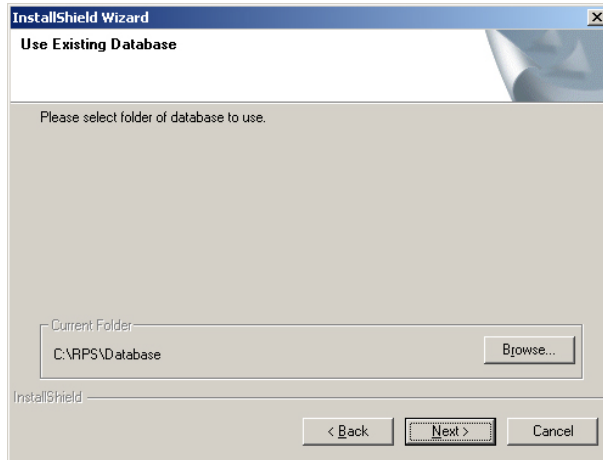 InstallShield Wizard
Use Existing Database
Please select folder of database to use.
Current Folder
C:\RPS\Database
Browse...
InstallShield
< Back
Next >
Cancel